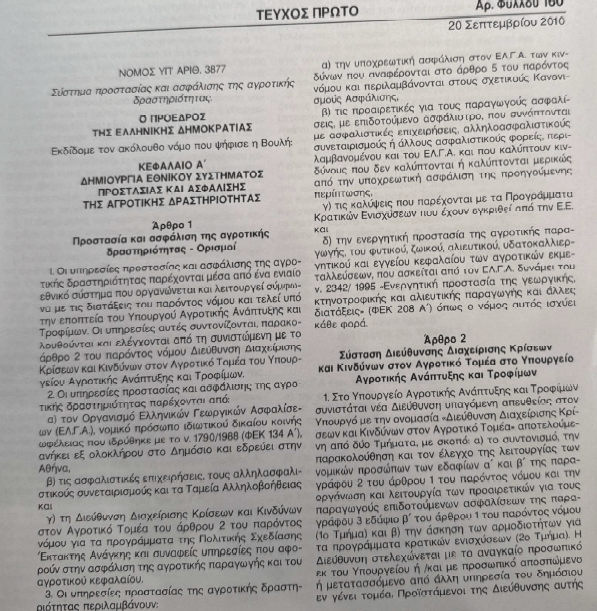 ΤΕΥΧΟΣ ΠΡΩΤΟ
Αρ. Φύλλου 160
20 Σεπτεμβρίου 2010
ΝΟΜΟΣ ΥΠ' ΑΡΙΘ. 3877
Σύστημα προστασίας και ασφάλισης της αγροτικής
δραστηριότητας.
Ο ΠΡΟΕΔΡΟΣ
ΤΗΣ ΕΛΛΗΝΙΚΗΣ ΔΗΜΟΚΡΑΤΙΑΣ
Εκδίδομε τον ακόλουθο νόμο που ψήφισε η Βουλή:
ΚΕΦΑΛΑΙΟ Α΄
ΔΗΜΙΟΥΡΓΙΑ ΕΘΝΙΚΟΥ ΣΥΣΤΗΜΑΤΟΣ
ΠΡΟΣΤΑΣΙΑΣ ΚΑΙ ΑΣΦΑΛΙΣΗΣ
ΤΗΣ ΑΓΡΟΤΙΚΗΣ ΔΡΑΣΤΗΡΙΟΤΗΤΑΣ
Άρθρο 1
Προστασία και ασφάλιση της αγροτικής
δραστηριότητας - Ορισμοί
1. Οι υπηρεσίες προστασίας και ασφάλισης της αγρο-
τικής δραστηριότητας παρέχονται μέσα από ένα ενιαίο
εθνικό σύστημα που οργανώνεται και λειτουργεί σύμφω-
να με τις διατάξεις του παρόντος νόμου και τελεί υπό
την εποπτεία του Υπουργού Αγροτικής Ανάπτυξης και
Τροφίμων. Οι υπηρεσίες αυτές συντονίζονται, παρακο-
λουθούνται και ελέγχονται από τη συνιστώμενη με το
άρθρο 2 του παρόντος νόμου Διεύθυνση Διαχείρισης
Κρίσεων και Κινδύνων στον Αγροτικό Τομέα του Υπουρ-
γείου Αγροτικής Ανάπτυξης και Τροφίμων.
2. Οι υπηρεσίες προστασίας και ασφάλισης της αγρο-
τικής δραστηριότητας παρέχονται από:
α) τον Οργανισμό Ελληνικών Γεωργικών Ασφαλίσε-
ων (ΕΛ.Γ.Α.), νομικό πρόσωπο ιδιωτικού δικαίου κοινής
ωφέλειας που ιδρύθηκε με το ν. 1790/1988 (ΦΕΚ 134 Α΄),
ανήκει εξ ολοκλήρου στο Δημόσιο και εδρεύει στην
Αθήνα,
β) τις ασφαλιστικές επιχειρήσεις, τους αλληλασφαλι-
στικούς συνεταιρισμούς και τα Ταμεία Αλληλοβοήθειας
και
γ) τη Διεύθυνση Διαχείρισης Κρίσεων και Κινδύνων
στον Αγροτικό Τομέα του άρθρου 2 του παρόντος
νόμου για τα προγράμματα της Πολιτικής Σχεδίασης
Έκτακτης Ανάγκης και συναφείς υπηρεσίες που αφο-
ρούν στην ασφάλιση της αγροτικής παραγωγής και του
αγροτικού κεφαλαίου.
3. Οι υπηρεσίες προστασίας της αγροτικής δραστη-
ριότητας περιλαμβάνουν:
α) την υποχρεωτική ασφάλιση στον ΕΛ.Γ.Α. των κιν-
δύνων που αναφέρονται στο άρθρο 5 του παρόντος
νόμου και περιλαμβάνονται στους σχετικούς Κανονι-
σμούς Ασφάλισης,
β) τις προαιρετικές για τους παραγωγούς ασφαλί-
σεις, με επιδοτούμενο ασφάλιστρο, που συνάπτονται
με ασφαλιστικές επιχειρήσεις, αλληλοασφαλιστικούς
συνεταιρισμούς ή άλλους ασφαλιστικούς φορείς, περι-
λαμβανομένου και του ΕΛ.Γ.Α. και που καλύπτουν κιν-
δύνους που δεν καλύπτονται ή καλύπτονται μερικώς
από την υποχρεωτική ασφάλιση της προηγούμενης
περίπτωσης,
γ) τις καλύψεις που παρέχονται με τα Προγράμματα
Κρατικών Ενισχύσεων που έχουν εγκριθεί από την Ε.Ε.
και
δ) την ενεργητική προστασία της αγροτικής παρα-
γωγής, του φυτικού, ζωικού, αλιευτικού, υδατοκαλλιερ-
γητικού και εγγείου κεφαλαίου των αγροτικών εκμε-
ταλλεύσεων, που ασκείται από τον ΕΛ.Γ.Α. δυνάμει του
ν. 2342/ 1995 «Ενεργητική προστασία της γεωργικής,
κτηνοτροφικής και αλιευτικής παραγωγής και άλλες
διατάξεις» (ΦΕΚ 208 Α΄) όπως ο νόμος αυτός ισχύει
κάθε φορά.
Άρθρο 2
Σύσταση Διεύθυνσης Διαχείρισης Κρίσεων
και Κινδύνων στον Αγροτικό Τομέα στο Υπουργείο
Αγροτικής Ανάπτυξης και Τροφίμων
1. Στο Υπουργείο Αγροτικής Ανάπτυξης και Τροφίμων
συνιστάται νέα Διεύθυνση υπαγόμενη απευθείας στον
Υπουργό με την ονομασία «Διεύθυνση Διαχείρισης Κρί-
σεων και Κινδύνων στον Αγροτικό Τομέα» αποτελούμε-
νη από δύο Τμήματα, με σκοπό: α) το συντονισμό, την
παρακολούθηση και τον έλεγχο της λειτουργίας των
νομικών προσώπων των εδαφίων α΄ και β΄ της παρα-
γράφου 2 του άρθρου 1 του παρόντος νόμου και την
οργάνωση και λειτουργία των προαιρετικών για τους
παραγωγούς επιδοτούμενων ασφαλίσεων της παρα-
γράφου 3 εδάφιο β΄ του άρθρου 1 του παρόντος νόμου
(1ο Τμήμα) και β) την άσκηση των αρμοδιοτήτων για
τα προγράμματα κρατικών ενισχύσεων (2ο Τμήμα). Η
Διεύθυνση στελεχώνεται με το αναγκαίο προσωπικό
εκ του Υπουργείου ή /και με προσωπικό αποσπώμενο
ή μετατασσόμενο από άλλη υπηρεσία του δημόσιου
εν γένει τομέα. Προϊστάμενοι της Διεύθυνσης αυτής